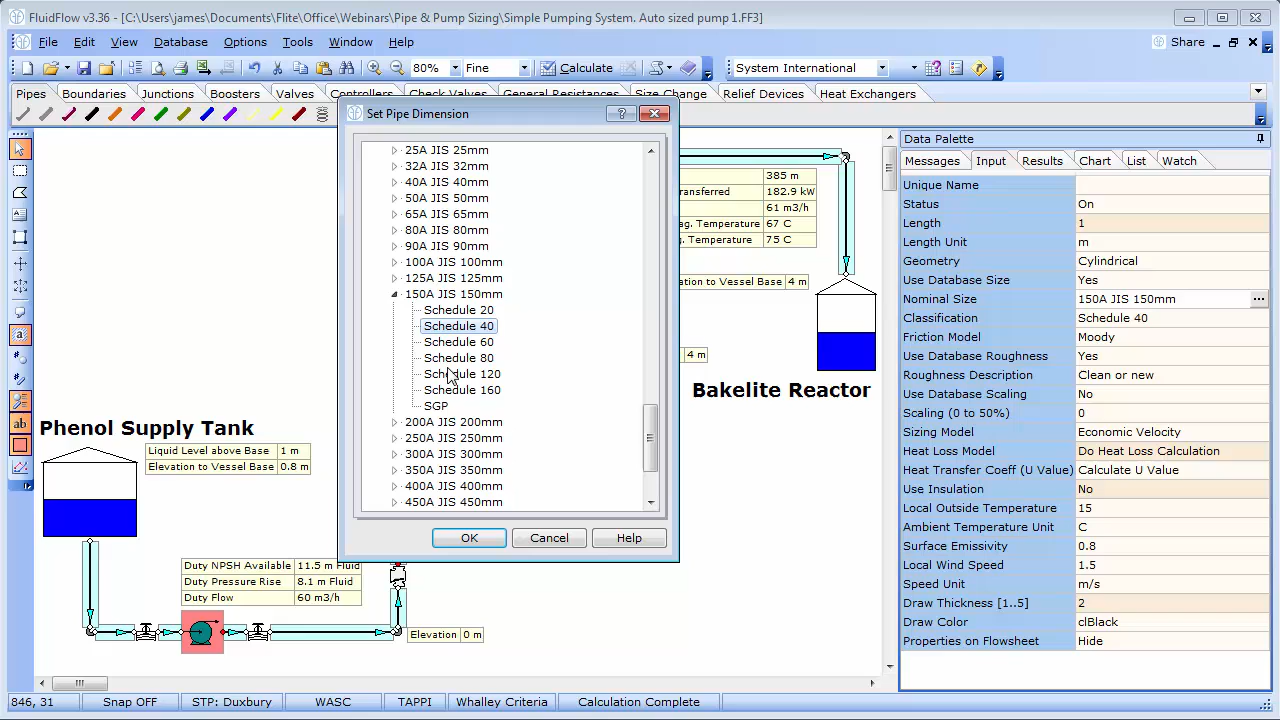 FluidFlow v3.36 - [C:\Users\james\Documents\Flite\Office\Webinars\Pipe & Pump Sizing\Simple Pumping System. Auto sized pump 1.FF3]
File Edit View Database Options Tools Window Help
Share
80% Fine Calculate System International
Pipes Boundaries Junctions Boosters Valves Controllers Check Valves General Resistances Size Change Relief Devices Heat Exchangers
Set Pipe Dimension
25A JIS 25mm
32A JIS 32mm
40A JIS 40mm
50A JIS 50mm
65A JIS 65mm
80A JIS 80mm
90A JIS 90mm
100A JIS 100mm
125A JIS 125mm
150A JIS 150mm
Schedule 20
Schedule 40
Schedule 60
Schedule 80
Schedule 120
Schedule 160
SGP
200A JIS 200mm
250A JIS 250mm
300A JIS 300mm
350A JIS 350mm
400A JIS 400mm
450A JIS 450mm
OK Cancel Help
385 m
transferred 182.9 kW
61 m3/h
g. Temperature 67 C
Temperature 75 C
ation to Vessel Base 4 m
4 m
Bakelite Reactor
Phenol Supply Tank
Liquid Level above Base 1 m
Elevation to Vessel Base 0.8 m
Duty NPSH Available 11.5 m Fluid
Duty Pressure Rise 8.1 m Fluid
Duty Flow 60 m3/h
Elevation 0 m
Data Palette
Messages Input Results Chart List Watch
Unique Name
Status On
Length 1
Length Unit m
Geometry Cylindrical
Use Database Size Yes
Nominal Size 150A JIS 150mm
Classification Schedule 40
Friction Model Moody
Use Database Roughness Yes
Roughness Description Clean or new
Use Database Scaling No
Scaling (0 to 50%) 0
Sizing Model Economic Velocity
Heat Loss Model Do Heat Loss Calculation
Heat Transfer Coeff (U Value) Calculate U Value
Use Insulation No
Local Outside Temperature 15
Ambient Temperature Unit C
Surface Emissivity 0.8
Local Wind Speed 1.5
Speed Unit m/s
Draw Thickness [1..5] 2
Draw Color clBlack
Properties on Flowsheet Hide
846, 31 Snap OFF STP: Duxbury WASC TAPPI Whalley Criteria Calculation Complete